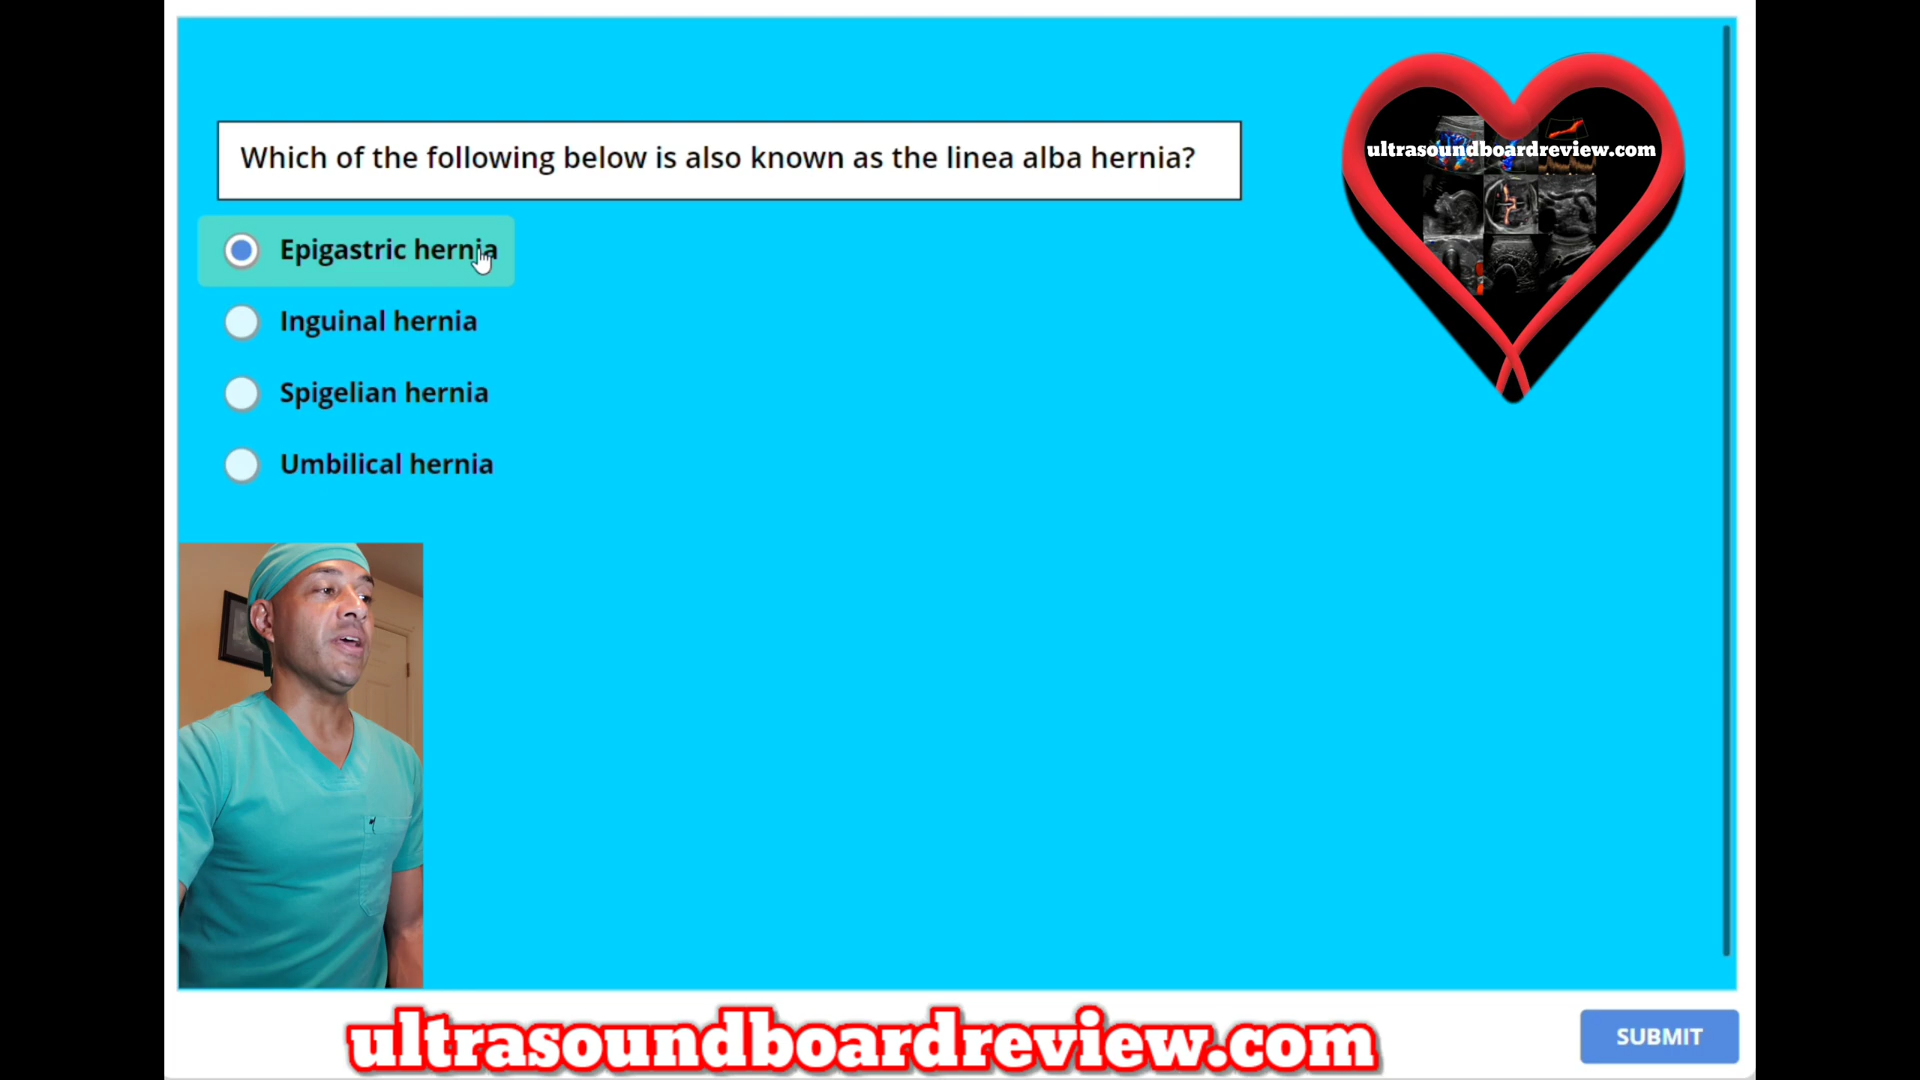 Which of the following below is also known as the linea alba hernia?
ultrasoundboardreview.com
Epigastric hernia
Inguinal hernia
Spigelian hernia
Umbilical hernia
ultrasoundboardreview.com
SUBMIT